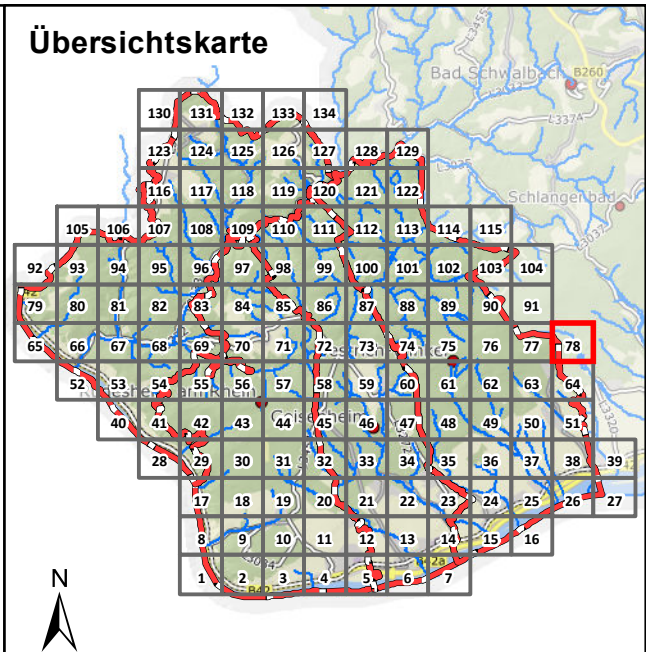 Übersichtskarte
Bad Schwalbach
B260
L3455
L3374
L3035
Schlangenbad
L3037
130 131 132 133 134
123 124 125 126 127 128 129
116 117 118 119 120 121 122
105 106 107 108 109 110 111 112 113 114 115
92 93 94 95 96 97 98 99 100 101 102 103 104
79 80 81 82 83 84 85 86 87 88 89 90 91
65 66 67 68 69 70 71 72 73 74 75 76 77 78
52 53 54 55 56 57 58 59 60 61 62 63 64
40 41 42 43 44 45 46 47 48 49 50 51
28 29 30 31 32 33 34 35 36 37 38 39
17 18 19 20 21 22 23 24 25 26 27
8 9 10 11 12 13 14 15 16
1 2 3 4 5 6 7
L3320
L3034
B42
B42a
N